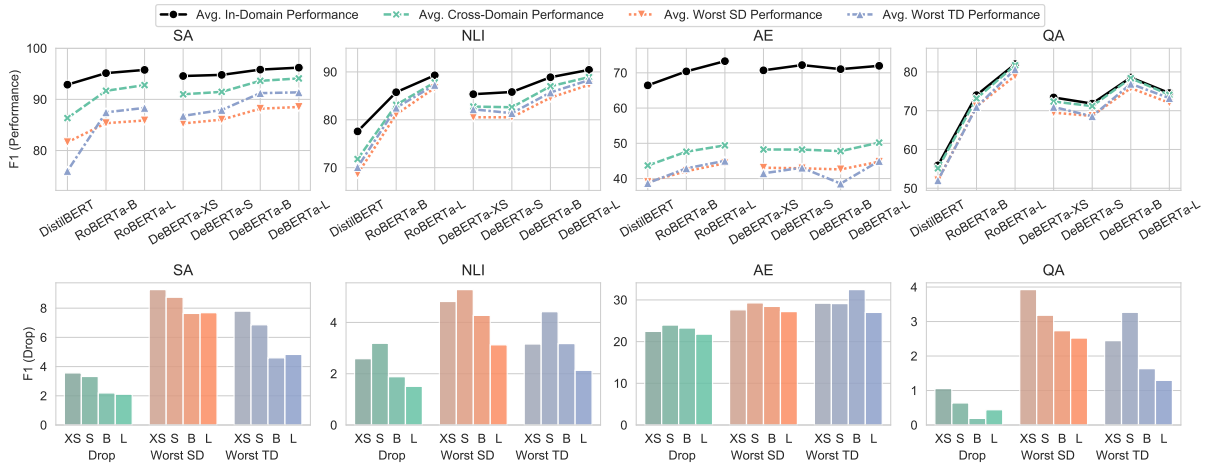 Avg. In-Domain Performance Avg. Cross-Domain Performance Avg. Worst SD Performance Avg. Worst TD Performance
SA NLI AE QA
F1 (Performance)
100
90
80
90
80
70
70
60
50
40
80
70
60
50
DistilBERT RoBERTa-B RoBERTa-L DeBERTa-XS DeBERTa-S DeBERTa-B DeBERTa-L
DistilBERT RoBERTa-B RoBERTa-L DeBERTa-XS DeBERTa-S DeBERTa-B DeBERTa-L
DistilBERT RoBERTa-B RoBERTa-L DeBERTa-XS DeBERTa-S DeBERTa-B DeBERTa-L
DistilBERT RoBERTa-B RoBERTa-L DeBERTa-XS DeBERTa-S DeBERTa-B DeBERTa-L
SA NLI AE QA
F1 (Drop)
8
6
4
2
0
4
2
0
30
20
10
0
4
3
2
1
0
XS S B L XS S B L XS S B L
Drop Worst SD Worst TD
XS S B L XS S B L XS S B L
Drop Worst SD Worst TD
XS S B L XS S B L XS S B L
Drop Worst SD Worst TD
XS S B L XS S B L XS S B L
Drop Worst SD Worst TD